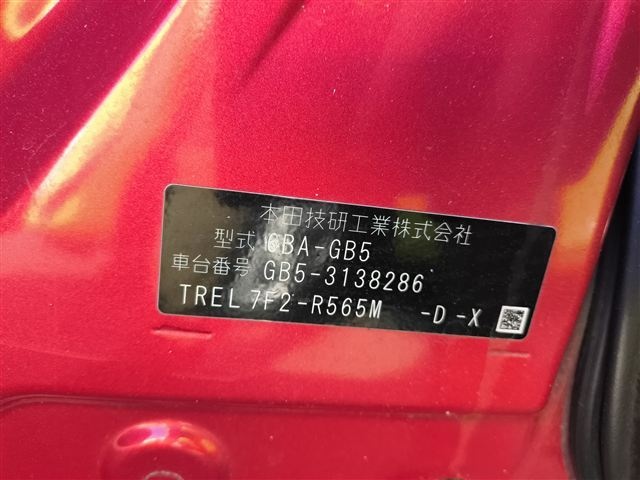 本田技研工業株式会社
型式 6BA-GB5
車台番号 GB5-3138286
TREL 7F2-R565M -D -X